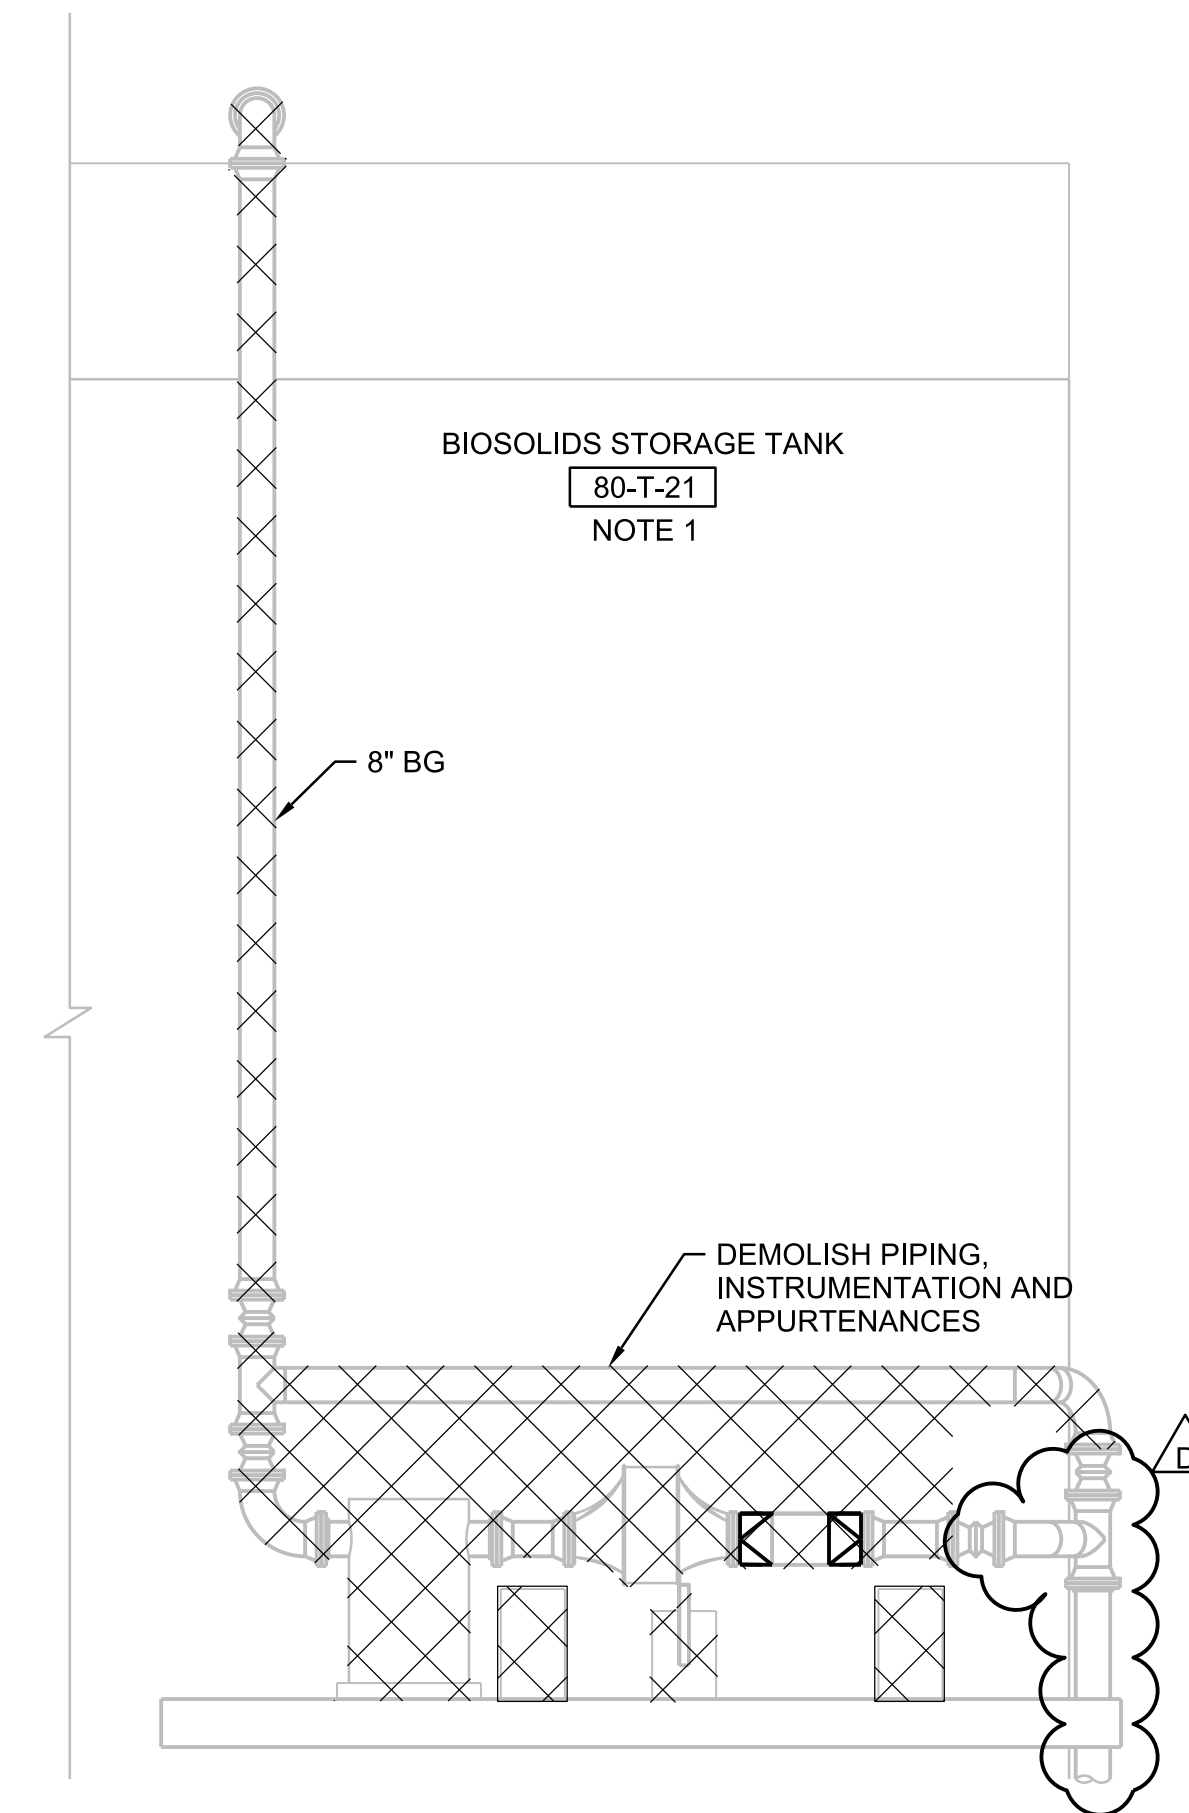 BIOSOLIDS STORAGE TANK
80-T-21
NOTE 1
8" BG
DEMOLISH PIPING,
INSTRUMENTATION AND
APPURTENANCES
D